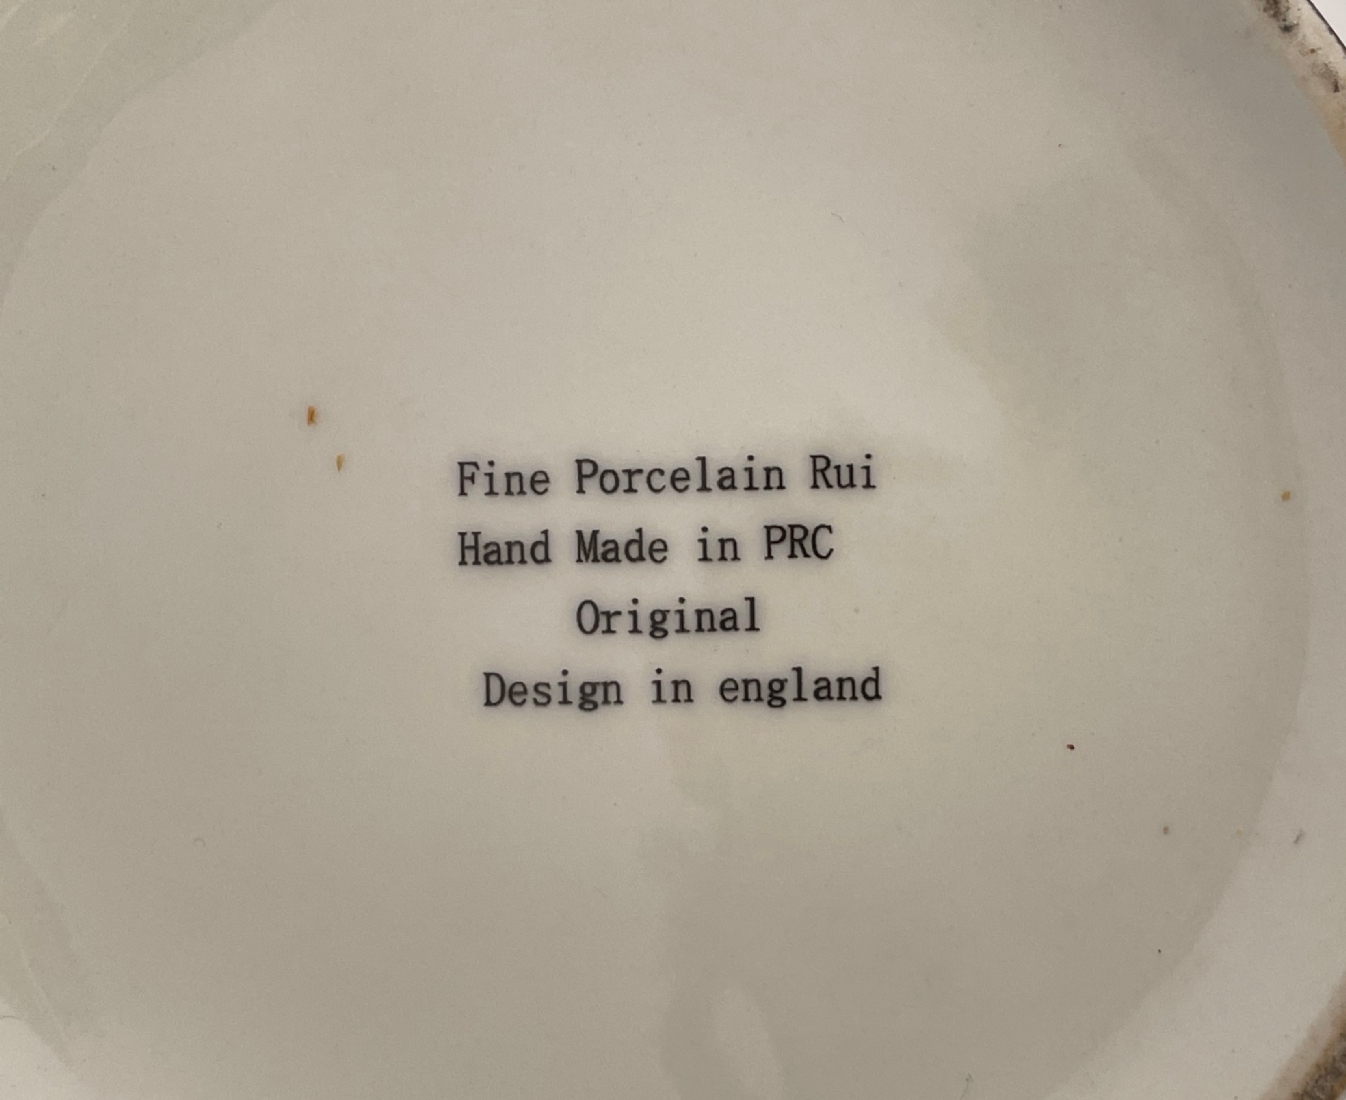 Fine Porcelain Rui
Hand Made in PRC
Original
Design in england